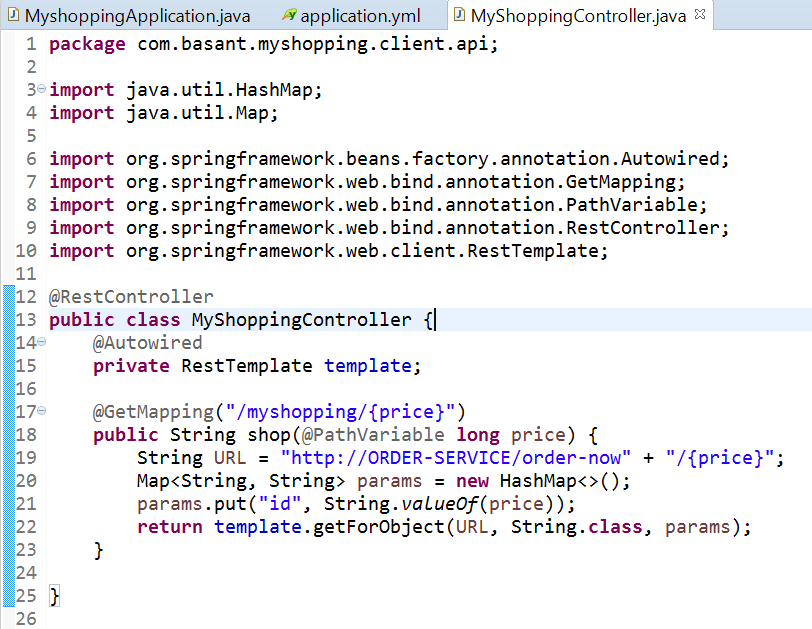 MyshoppingApplication.java application.yml MyShoppingController.java
1 package com.basant.myshopping.client.api;
2
3 import java.util.HashMap;
4 import java.util.Map;
5
6 import org.springframework.beans.factory.annotation.Autowired;
7 import org.springframework.web.bind.annotation.GetMapping;
8 import org.springframework.web.bind.annotation.PathVariable;
9 import org.springframework.web.bind.annotation.RestController;
10 import org.springframework.web.client.RestTemplate;
11
12 @RestController
13 public class MyShoppingController {
14 @Autowired
15 private RestTemplate template;
16
17 @GetMapping("/myshopping/{price}")
18 public String shop(@PathVariable long price) {
19 String URL = "http://ORDER-SERVICE/order-now" + "/{price}";
20 Map<String, String> params = new HashMap<>();
21 params.put("id", String.valueOf(price));
22 return template.getForObject(URL, String.class, params);
23 }
24
25 }
26